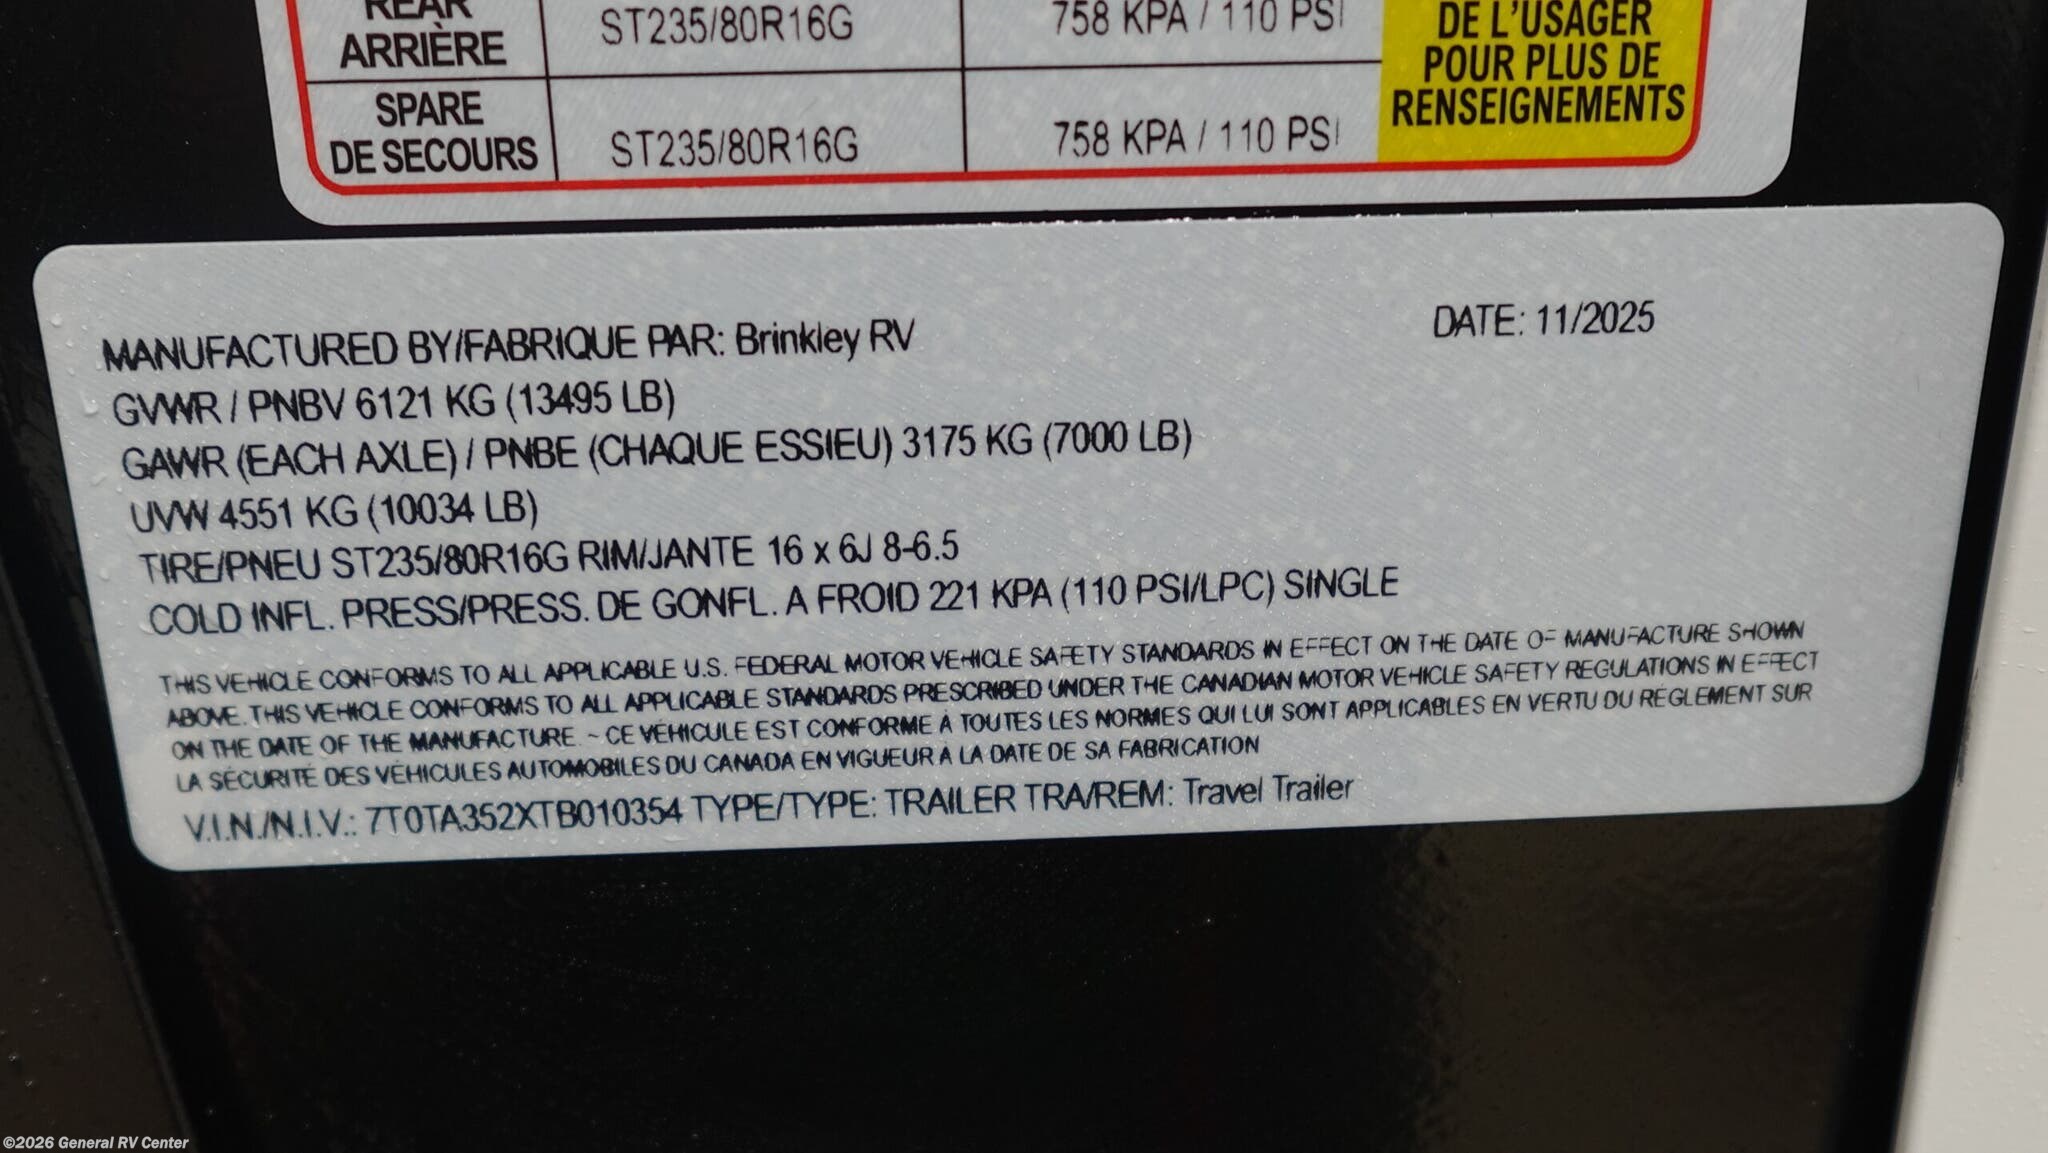 REAR
ARRIÈRE
ST235/80R16G
758 KPA / 110 PSI
DE L'USAGER
POUR PLUS DE
RENSEIGNEMENTS
SPARE
DE SECOURS
ST235/80R16G
758 KPA / 110 PSI
MANUFACTURED BY/FABRIQUE PAR: Brinkley RV
DATE: 11/2025
GVWR / PNBV 6121 KG (13495 LB)
GAWR (EACH AXLE) / PNBE (CHAQUE ESSIEU) 3175 KG (7000 LB)
UVW 4551 KG (10034 LB)
TIRE/PNEU ST235/80R16G RIM/JANTE 16 x 6J 8-6.5
COLD INFL. PRESS/PRESS. DE GONFL. A FROID 221 KPA (110 PSI/LPC) SINGLE
THIS VEHICLE CONFORMS TO ALL APPLICABLE U.S. FEDERAL MOTOR VEHICLE SAFETY STANDARDS IN EFFECT ON THE DATE OF MANUFACTURE SHOWN
ABOVE. THIS VEHICLE CONFORMS TO ALL APPLICABLE STANDARDS PRESCRIBED UNDER THE CANADIAN MOTOR VEHICLE SAFETY REGULATIONS IN EFFECT
ON THE DATE OF THE MANUFACTURE. ~ CE VÉHICULE EST CONFORME À TOUTES LES NORMES QUI LUI SONT APPLICABLES EN VERTU DU RÈGLEMENT SUR
LA SÉCURITÉ DES VÉHICULES AUTOMOBILES DU CANADA EN VIGUEUR À LA DATE DE SA FABRICATION
V.I.N./N.I.V.: 7T0TA352XTB010354 TYPE/TYPE: TRAILER TRA/REM: Travel Trailer
©2026 General RV Center